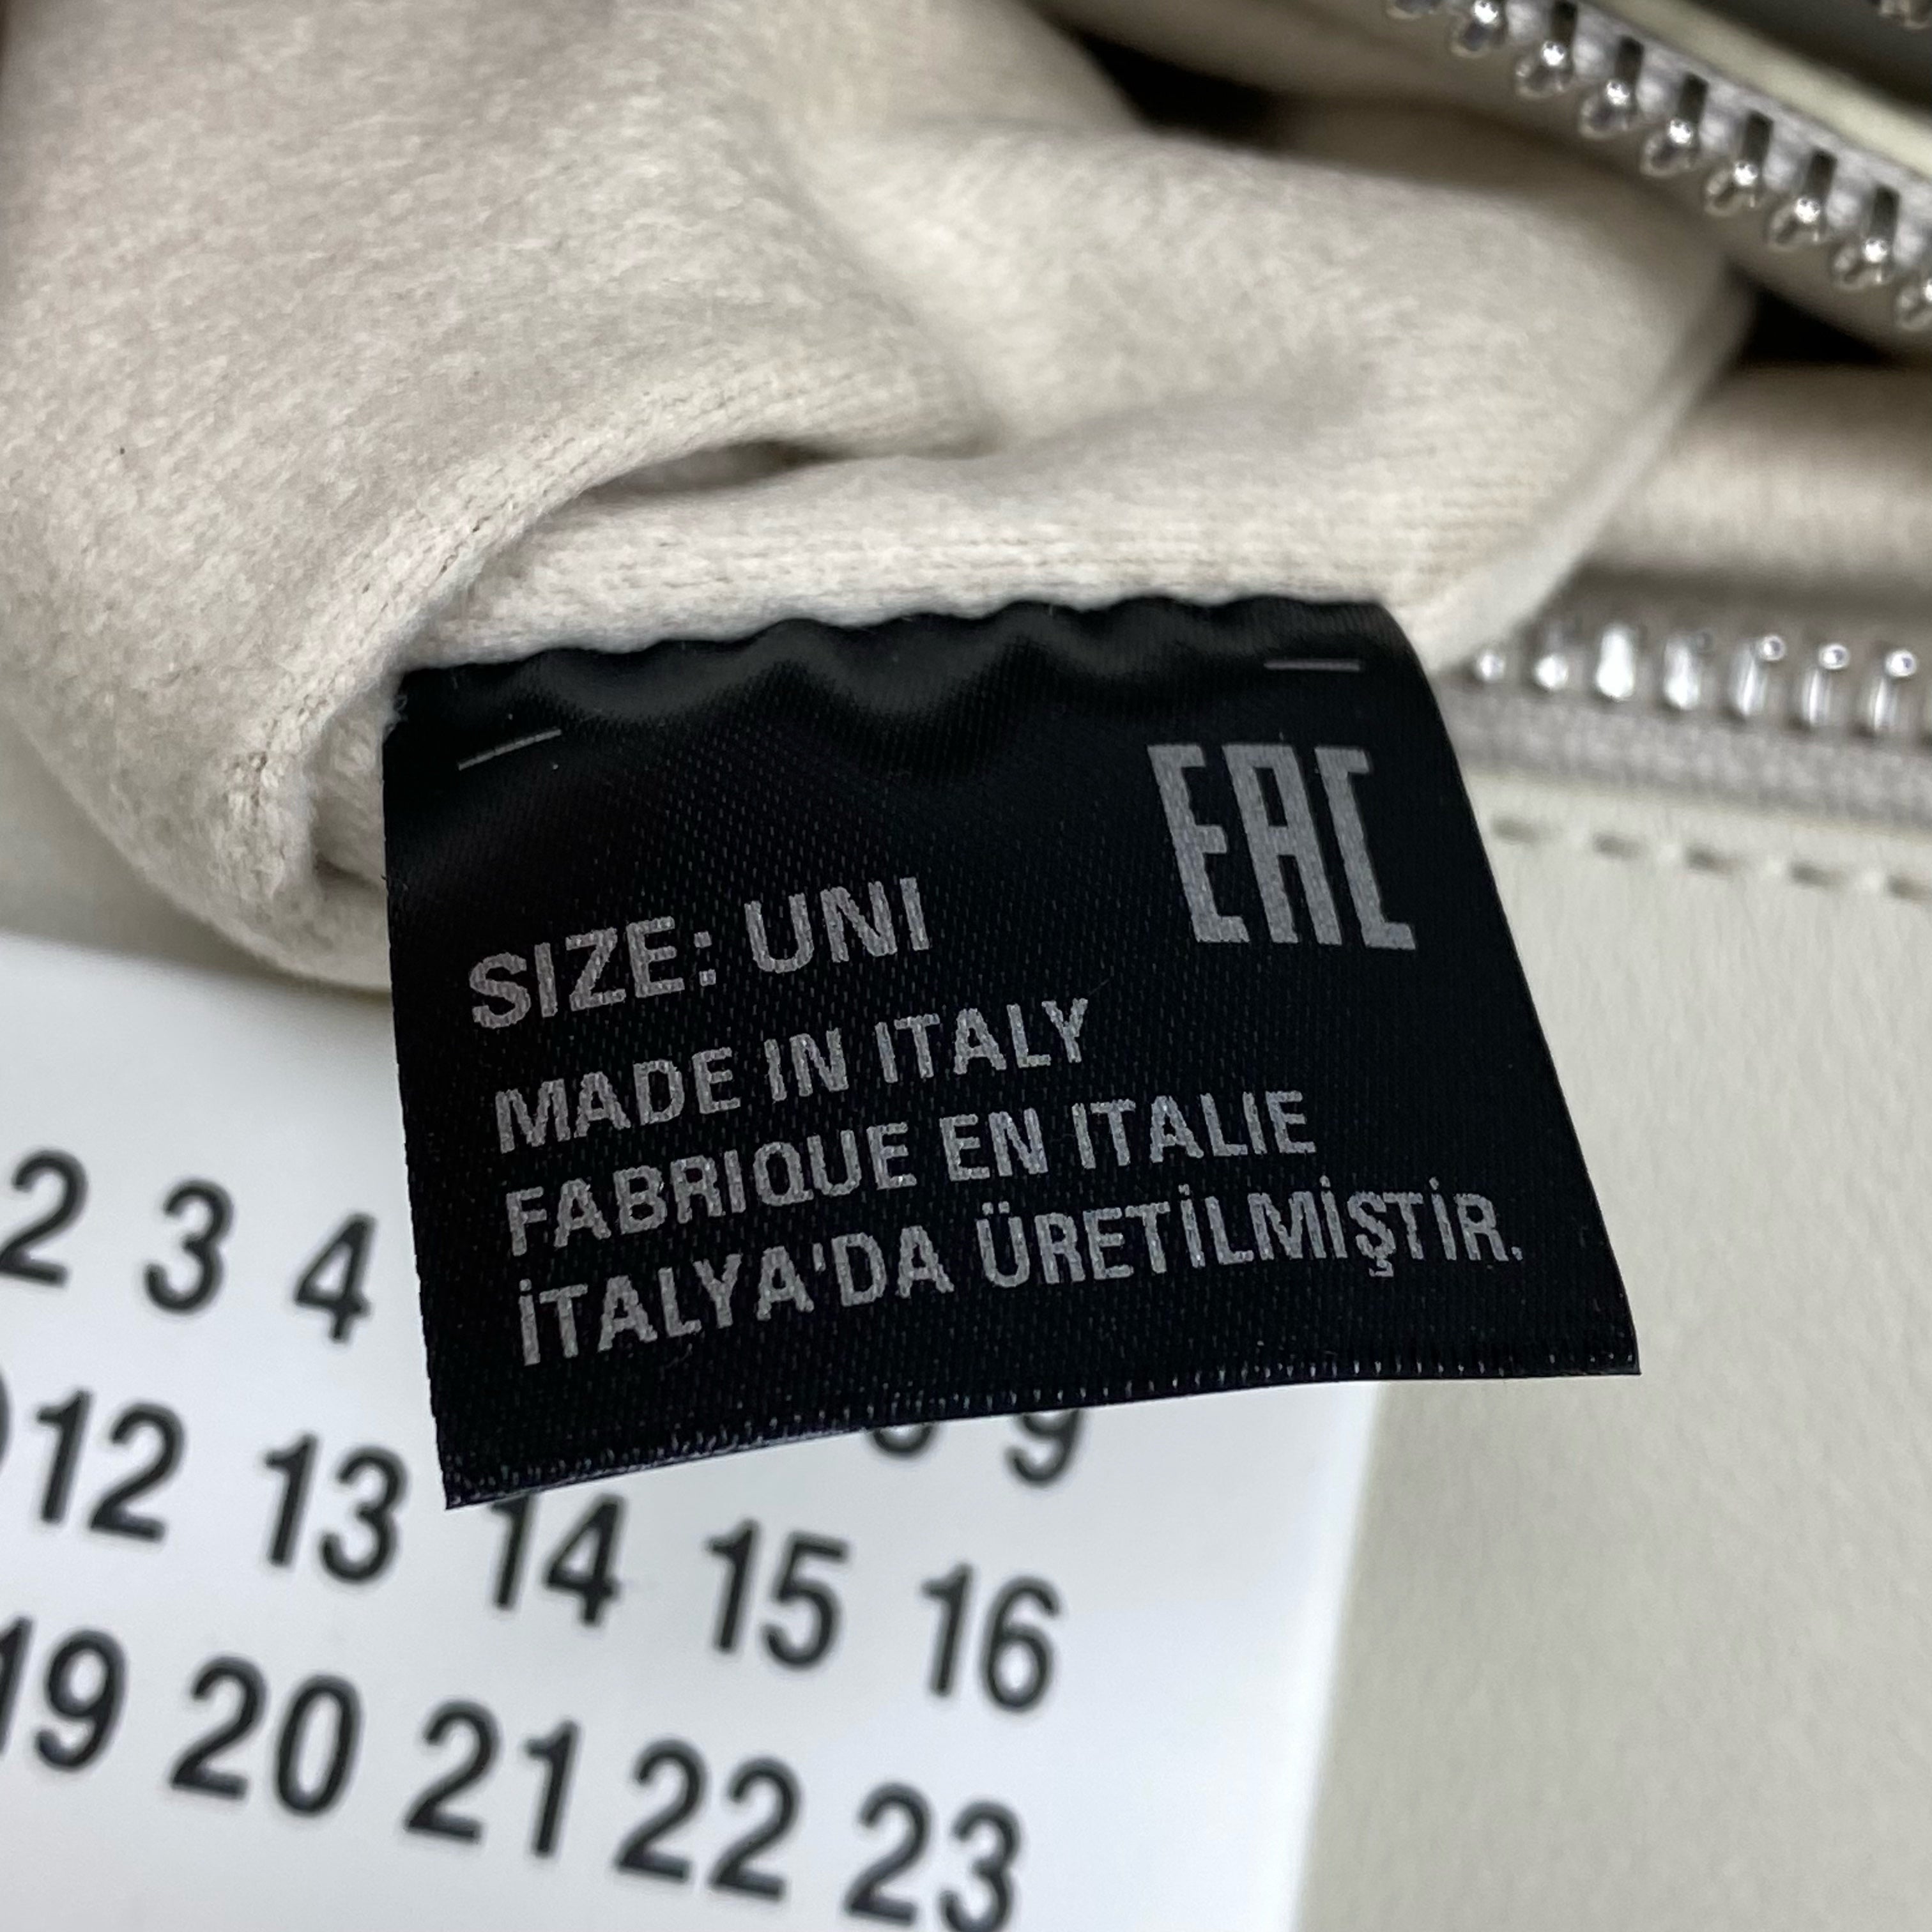 EAC
SIZE: UNI
MADE IN ITALY
FABRIQUE EN ITALIE
İTALYA'DA ÜRETİLMİŞTİR.
2 3 4 9
12 13 14 15 16
19 20 21 22 23